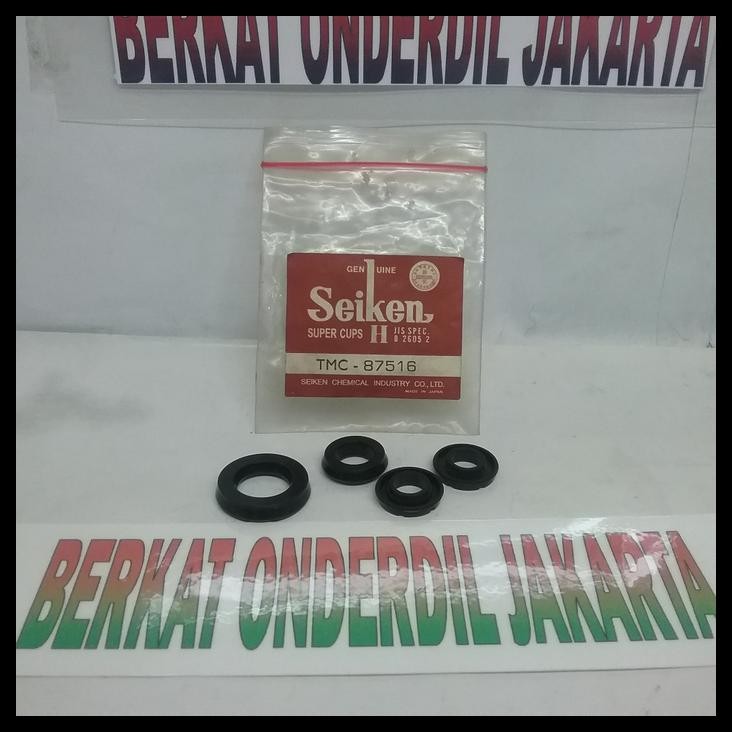 BERKAT ONDERDIL JAKARTA
GENUINE
Seiken
SUPER CUPS H JIS SPEC.
D 2605 2
TMC - 87516
SEIKEN CHEMICAL INDUSTRY CO., LTD.
MADE IN JAPAN
BERKAT ONDERDIL JAKARTA